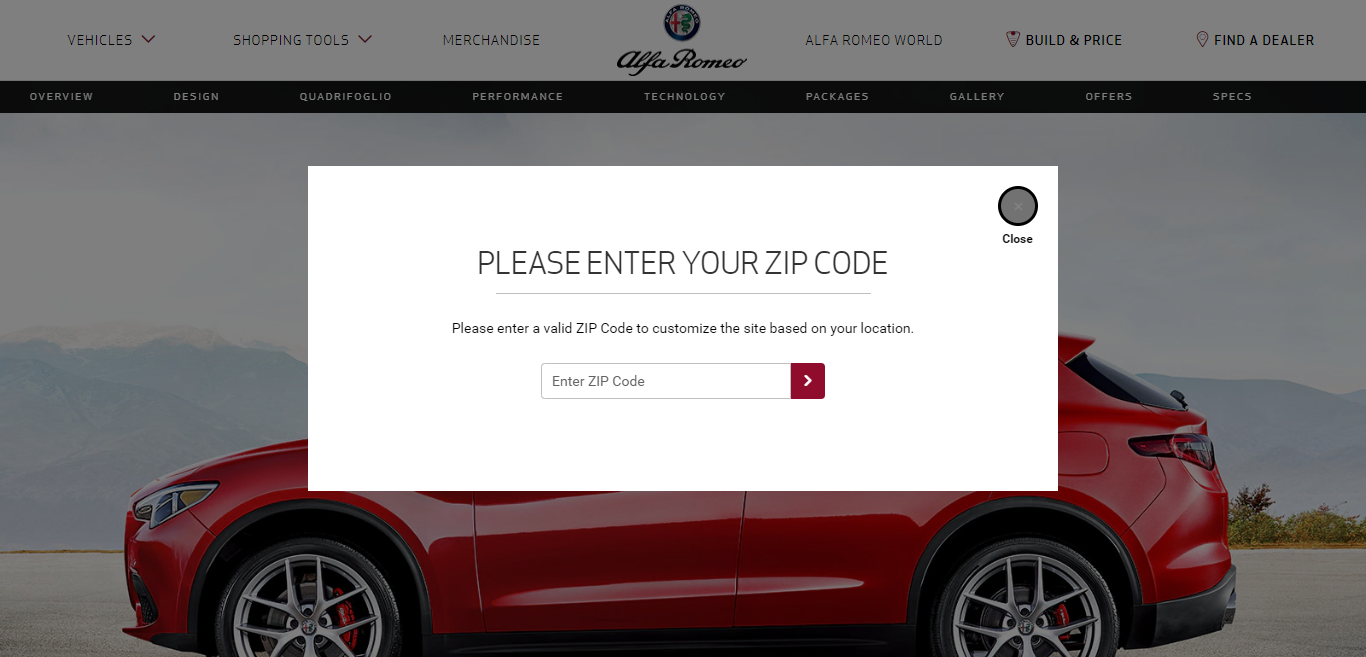 VEHICLES
SHOPPING TOOLS
MERCHANDISE
ALFA ROMEO
Alfa Romeo
ALFA ROMEO WORLD
BUILD & PRICE
FIND A DEALER
OVERVIEW
DESIGN
QUADRIFOGLIO
PERFORMANCE
TECHNOLOGY
PACKAGES
GALLERY
OFFERS
SPECS
×
Close
PLEASE ENTER YOUR ZIP CODE
Please enter a valid ZIP Code to customize the site based on your location.
Enter ZIP Code